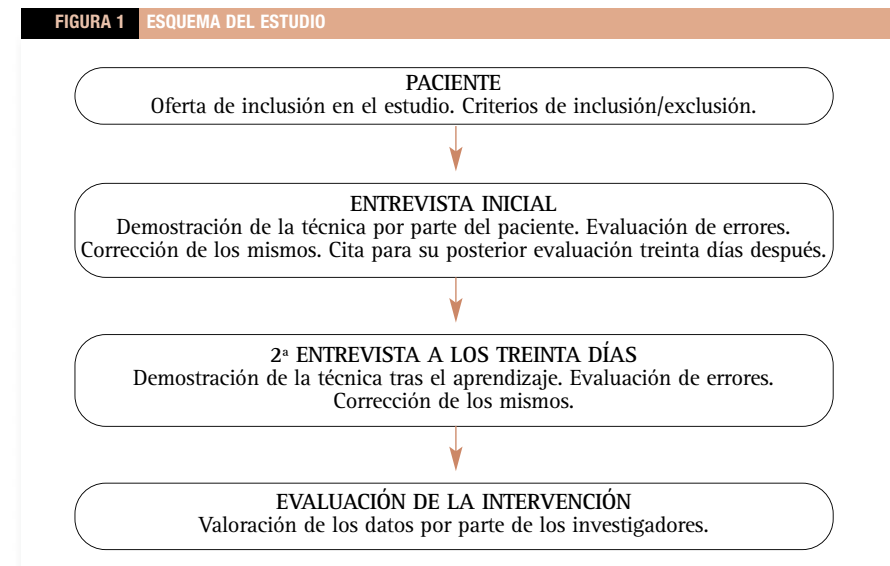 FIGURA 1 ESQUEMA DEL ESTUDIO
PACIENTE
Oferta de inclusión en el estudio. Criterios de inclusión/exclusión.
ENTREVISTA INICIAL
Demostración de la técnica por parte del paciente. Evaluación de errores.
Corrección de los mismos. Cita para su posterior evaluación treinta días después.
2ª ENTREVISTA A LOS TREINTA DÍAS
Demostración de la técnica tras el aprendizaje. Evaluación de errores.
Corrección de los mismos.
EVALUACIÓN DE LA INTERVENCIÓN
Valoración de los datos por parte de los investigadores.